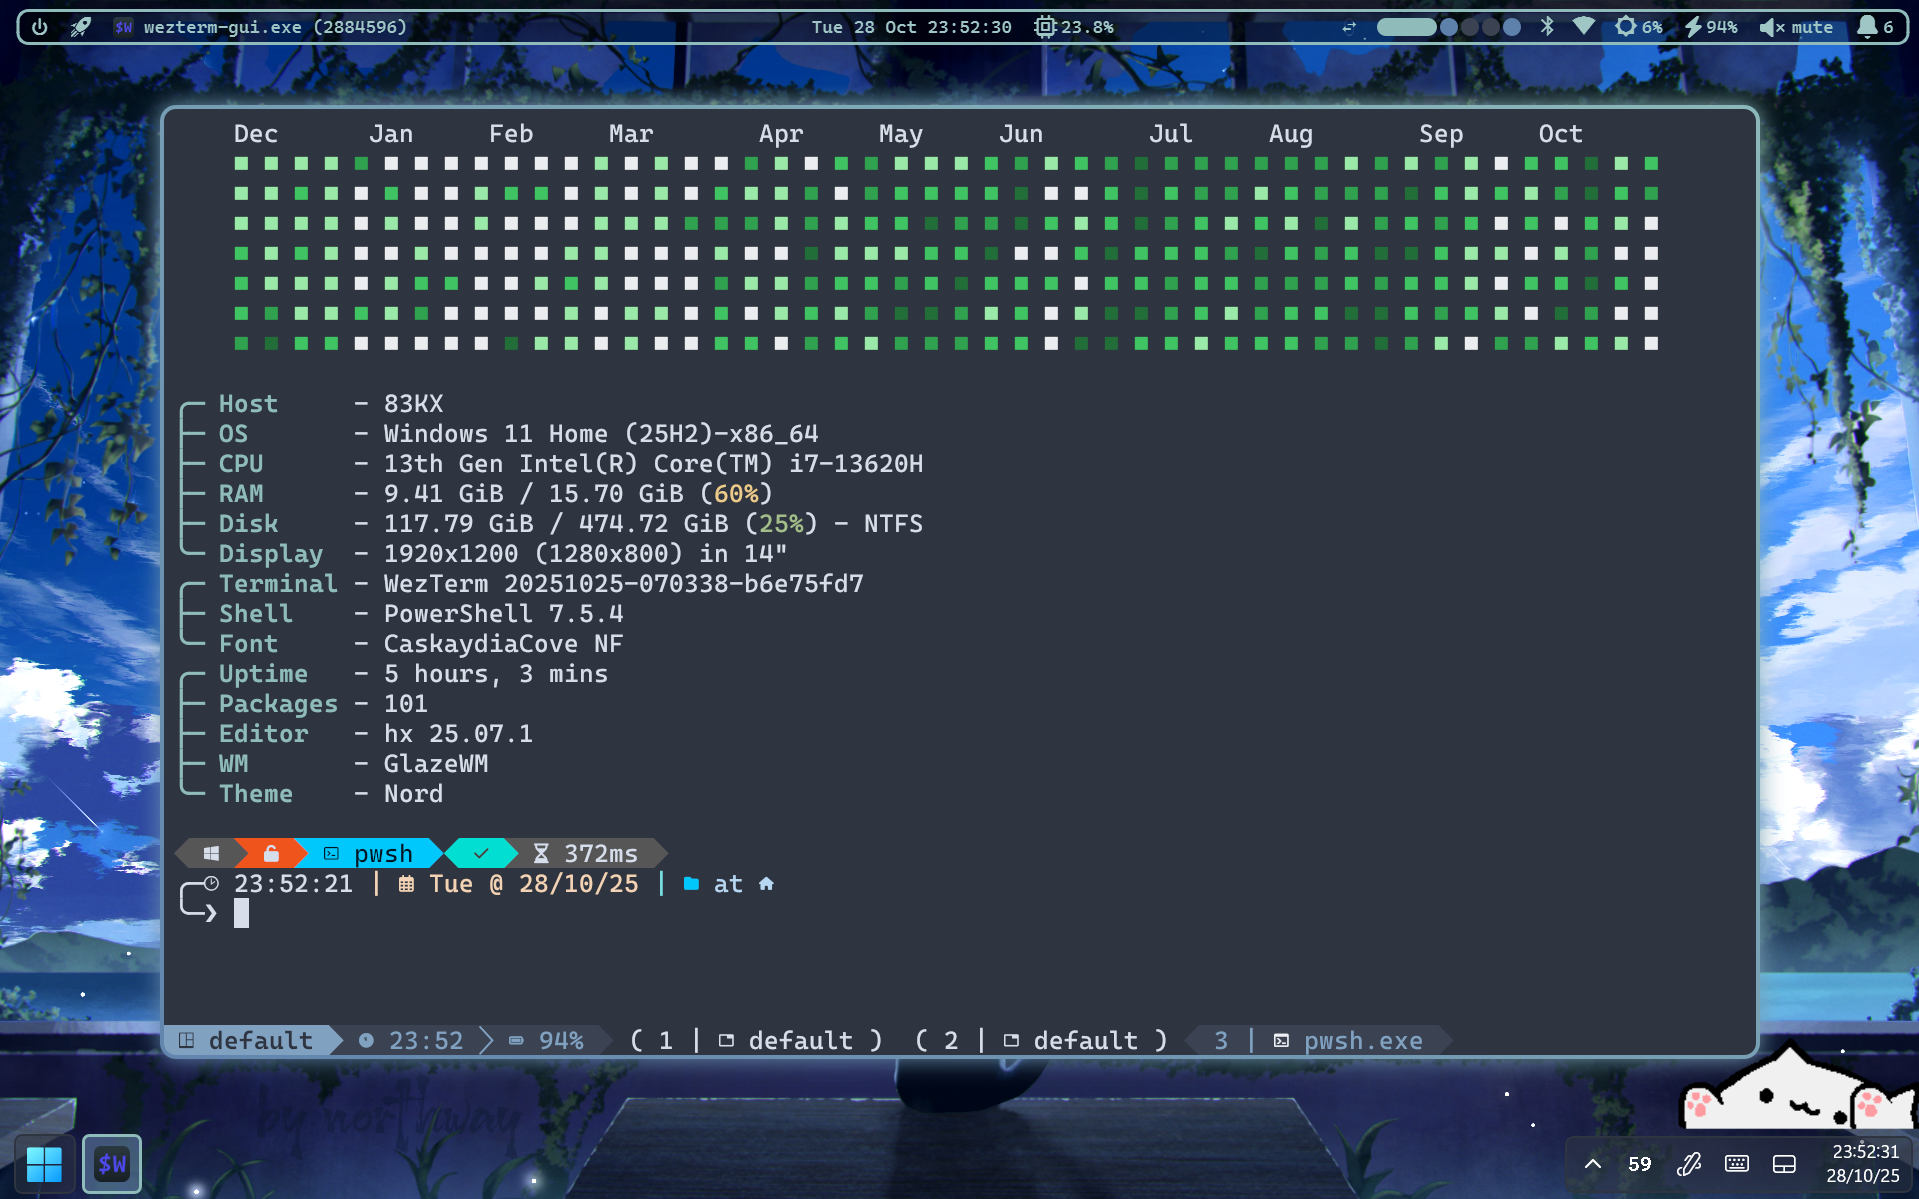 $W wezterm-gui.exe (2884596)
Tue 28 Oct 23:52:30 23.8%
6% 94% mute 6
Dec Jan Feb Mar Apr May Jun Jul Aug Sep Oct
Host - 83KX
OS - Windows 11 Home (25H2)-x86_64
CPU - 13th Gen Intel(R) Core(TM) i7-13620H
RAM - 9.41 GiB / 15.70 GiB (60%)
Disk - 117.79 GiB / 474.72 GiB (25%) - NTFS
Display - 1920x1200 (1280x800) in 14"
Terminal - WezTerm 20251025-070338-b6e75fd7
Shell - PowerShell 7.5.4
Font - CaskaydiaCove NF
Uptime - 5 hours, 3 mins
Packages - 101
Editor - hx 25.07.1
WM - GlazeWM
Theme - Nord
pwsh ✓ 372ms
23:52:21 | Tue @ 28/10/25 | at
❯
default 23:52 94% ( 1 | default ) ( 2 | default ) 3 | pwsh.exe
by northway
$W
59
23:52:31
28/10/25